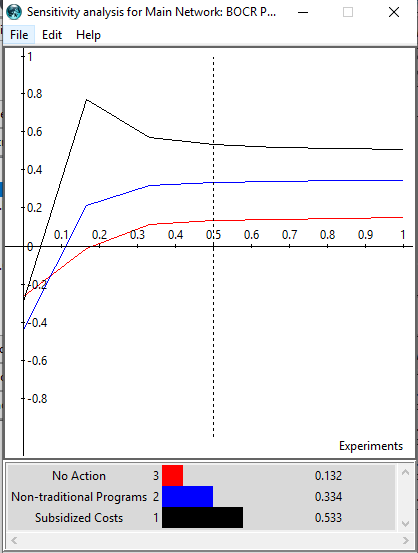 Sensitivity analysis for Main Network: BOCR P...
File Edit Help
1
0.8
0.6
0.4
0.2
0.1 0.2 0.3 0.4 0.5 0.6 0.7 0.8 0.9 1
0
-0.2
-0.4
-0.6
-0.8
Experiments
No Action 3 0.132
Non-traditional Programs 2 0.334
Subsidized Costs 1 0.533